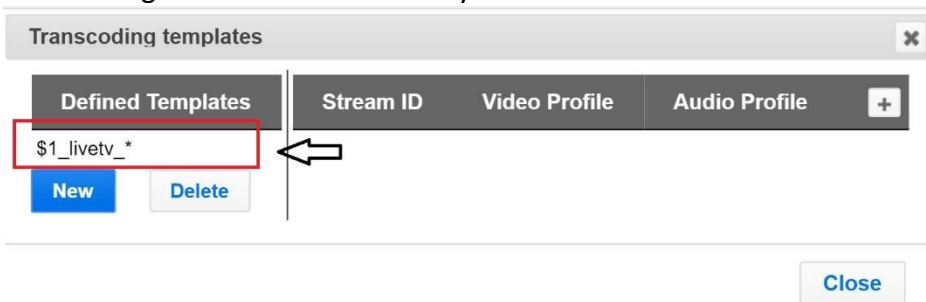 Transcoding templates
Defined Templates Stream ID Video Profile Audio Profile +
$1_livetv_*
New Delete
Close